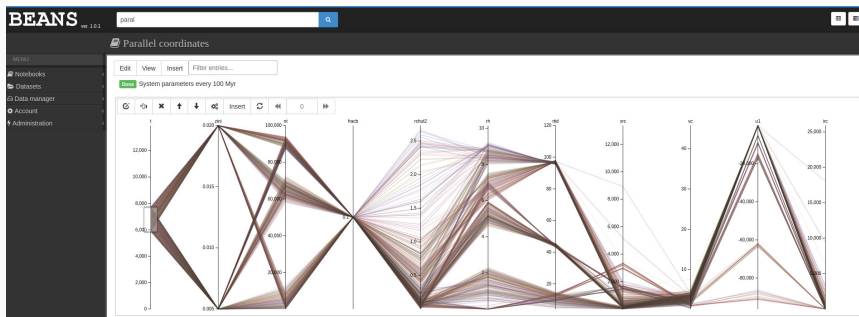 BEANS ver. 1.0.1
paral
Parallel coordinates
MENU
Notebooks
Datasets
Data manager
Account
Administration
Edit View Insert Filter entries...
Done System parameters every 100 Myr
Insert 0
t zini nt fracb rchut2 rh rtid smc vc u1 irc
12,000 10,000 8,000 6,000 4,000 2,000 0
0.020 0.015 0.010 0.005
100,000 80,000 60,000 40,000 20,000
0.1
2.5 2.0 1.5 1.0 0.5
10 8 6 4 2
120 100 80 60 40 20
12,000 10,000 8,000 6,000 4,000 2,000
40 30 20 10
-20,000 -40,000 -60,000 -80,000
25,000 20,000 15,000 10,000 5,000